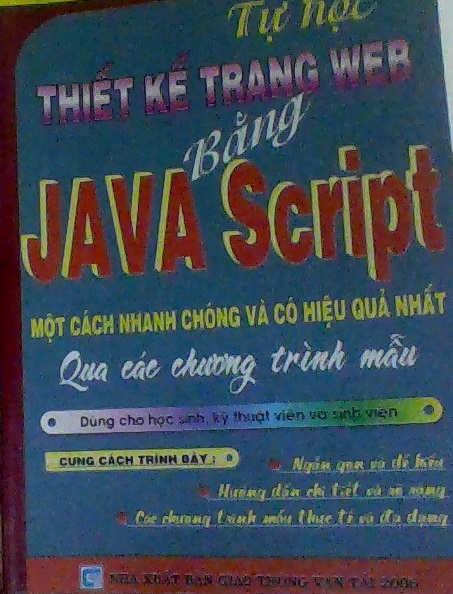 Tự học
THIẾT KẾ TRANG WEB
Bằng
JAVA Script
MỘT CÁCH NHANH CHÓNG VÀ CÓ HIỆU QUẢ NHẤT
Qua các chương trình mẫu
Dùng cho học sinh, kỹ thuật viên và sinh viên
CUNG CÁCH TRÌNH BÀY :
Ngắn gọn và dễ hiểu
Hướng dẫn chi tiết và rõ ràng
Các chương trình mẫu thực tế và đa dạng
NHÀ XUẤT BẢN GIAO THÔNG VẬN TẢI 2006